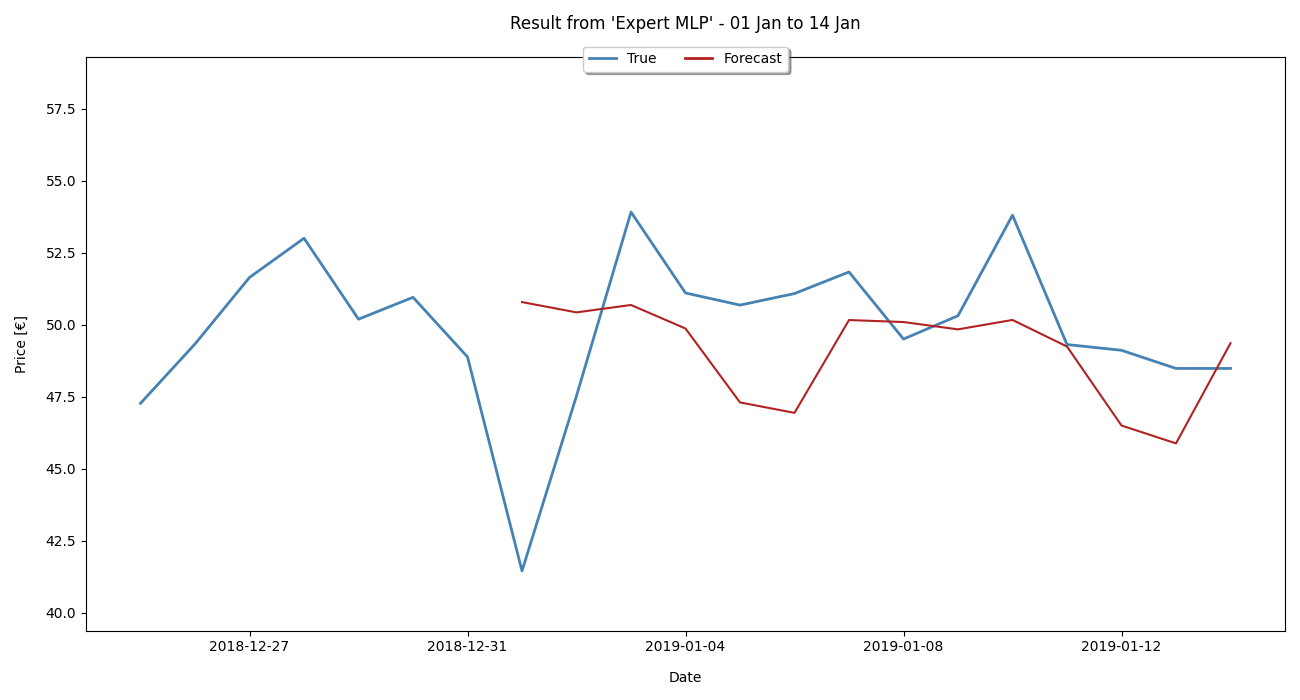 Result from 'Expert MLP' - 01 Jan to 14 Jan
True
Forecast
57.5
55.0
52.5
50.0
47.5
45.0
42.5
40.0
Price [€]
2018-12-27
2018-12-31
2019-01-04
2019-01-08
2019-01-12
Date